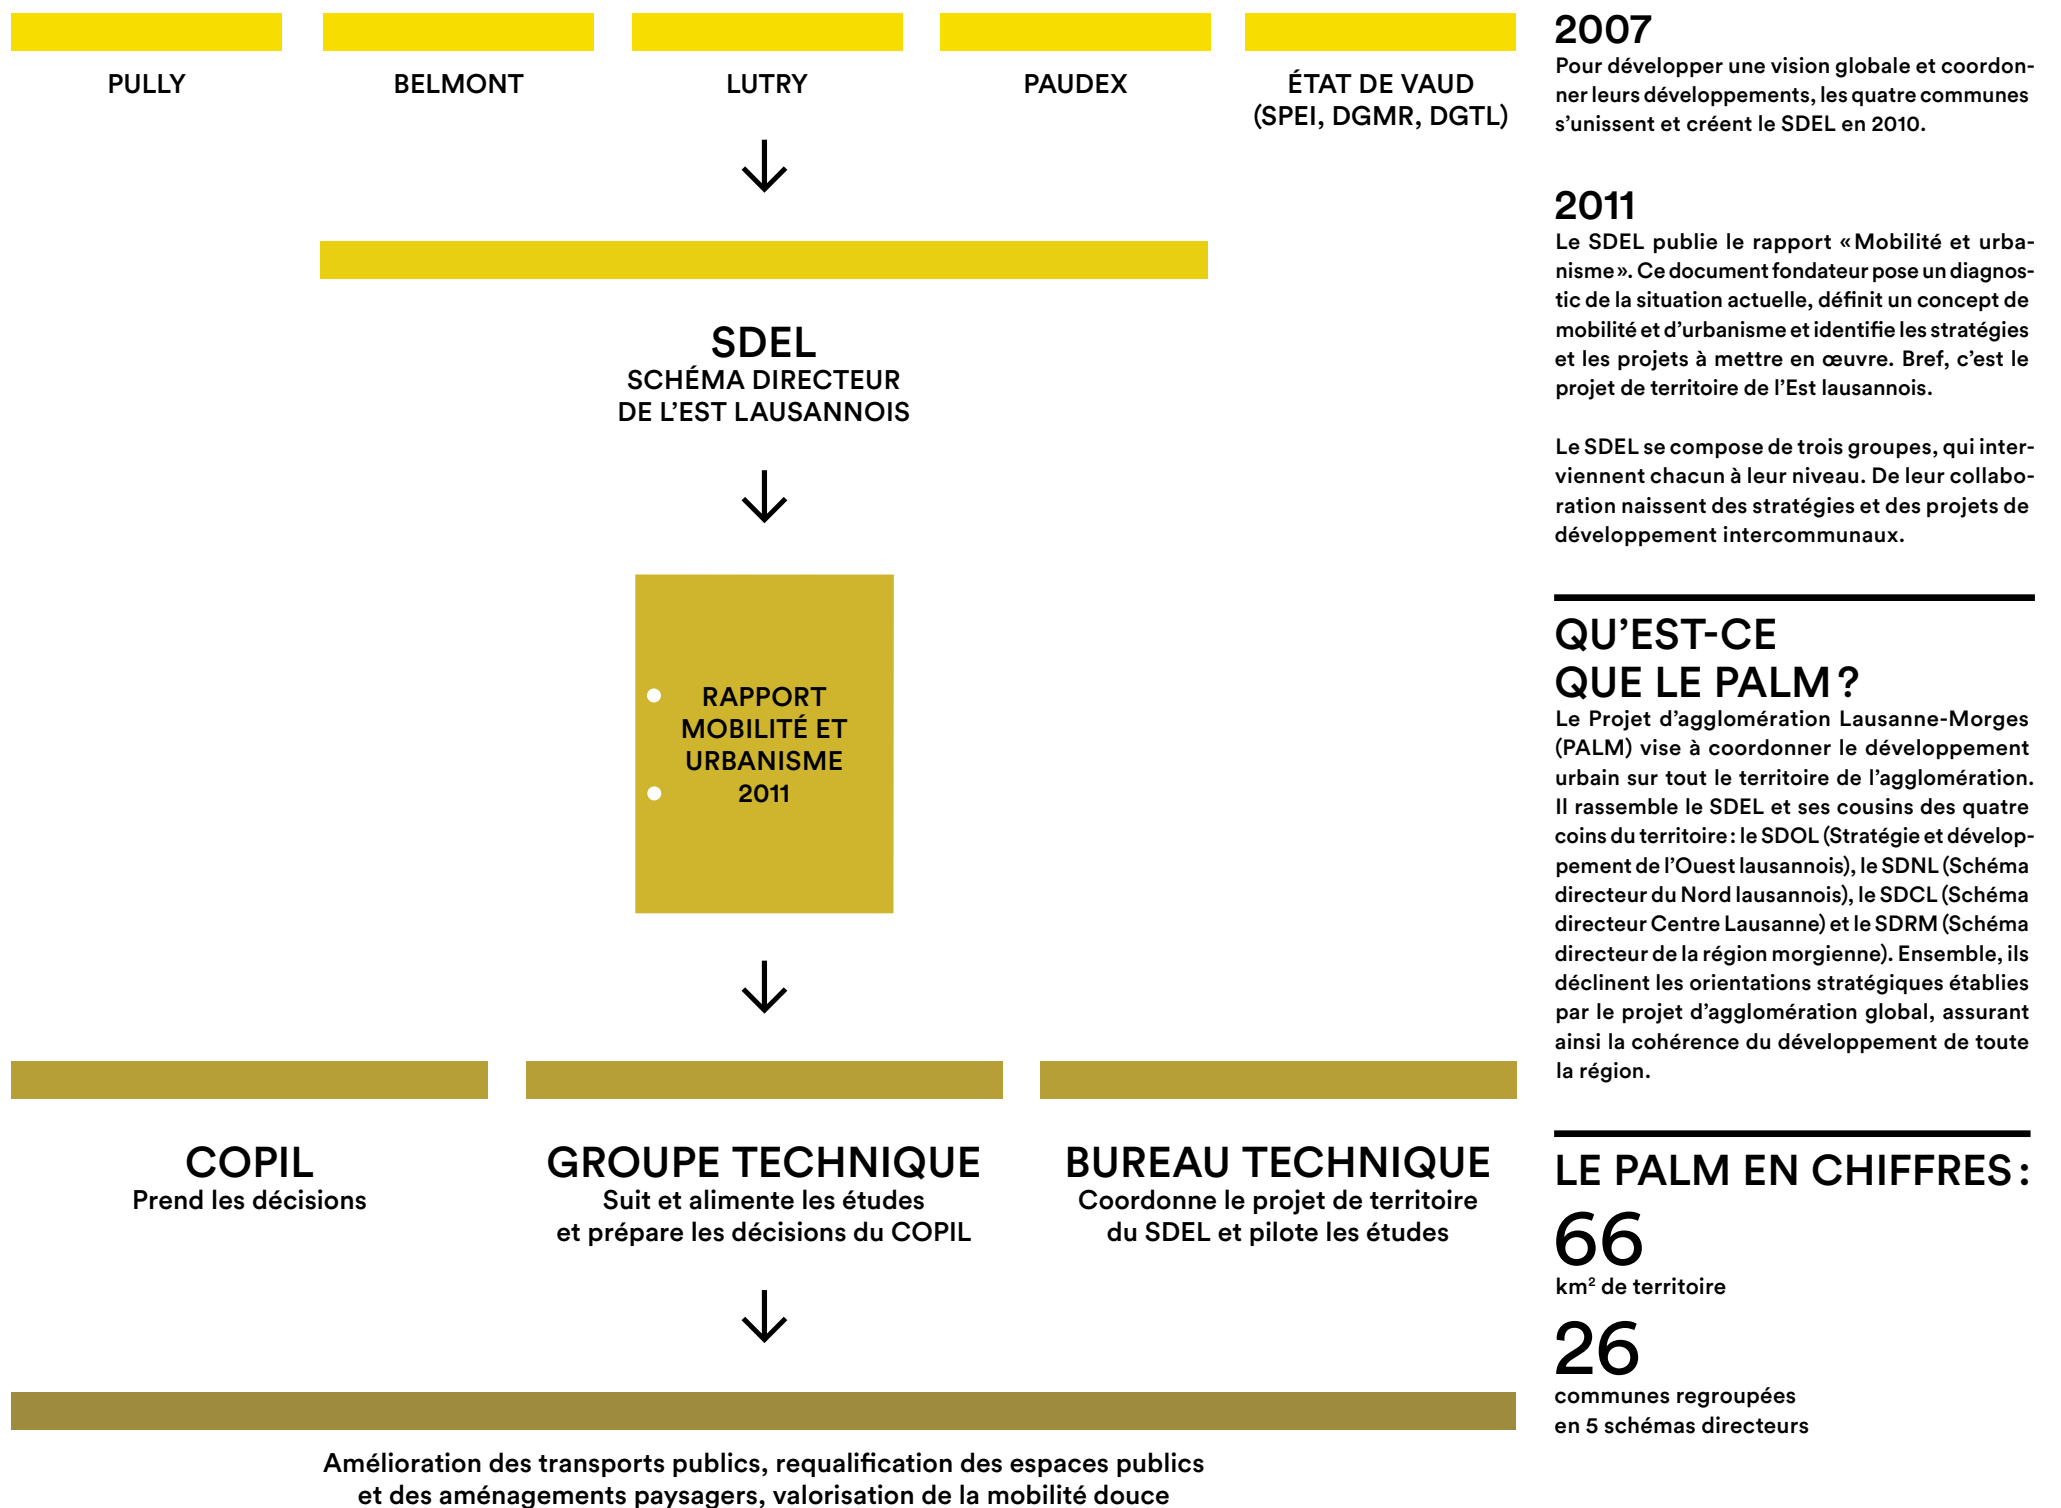 PULLY
BELMONT
LUTRY
PAUDEX
ÉTAT DE VAUD
(SPEI, DGMR, DGTL)
SDEL
SCHÉMA DIRECTEUR
DE L’EST LAUSANNOIS
RAPPORT
MOBILITÉ ET
URBANISME
2011
COPIL
Prend les décisions
GROUPE TECHNIQUE
Suit et alimente les études
et prépare les décisions du COPIL
BUREAU TECHNIQUE
Coordonne le projet de territoire
du SDEL et pilote les études
Amélioration des transports publics, requalification des espaces publics
et des aménagements paysagers, valorisation de la mobilité douce
2007
Pour développer une vision globale et coordon-
ner leurs développements, les quatre communes
s’unissent et créent le SDEL en 2010.
2011
Le SDEL publie le rapport «Mobilité et urba-
nisme». Ce document fondateur pose un diagnos-
tic de la situation actuelle, définit un concept de
mobilité et d’urbanisme et identifie les stratégies
et les projets à mettre en œuvre. Bref, c’est le
projet de territoire de l’Est lausannois.
Le SDEL se compose de trois groupes, qui inter-
viennent chacun à leur niveau. De leur collabo-
ration naissent des stratégies et des projets de
développement intercommunaux.
QU’EST-CE
QUE LE PALM ?
Le Projet d’agglomération Lausanne-Morges
(PALM) vise à coordonner le développement
urbain sur tout le territoire de l’agglomération.
Il rassemble le SDEL et ses cousins des quatre
coins du territoire : le SDOL (Stratégie et dévelop-
pement de l’Ouest lausannois), le SDNL (Schéma
directeur du Nord lausannois), le SDCL (Schéma
directeur Centre Lausanne) et le SDRM (Schéma
directeur de la région morgienne). Ensemble, ils
déclinent les orientations stratégiques établies
par le projet d’agglomération global, assurant
ainsi la cohérence du développement de toute
la région.
LE PALM EN CHIFFRES :
66
km² de territoire
26
communes regroupées
en 5 schémas directeurs